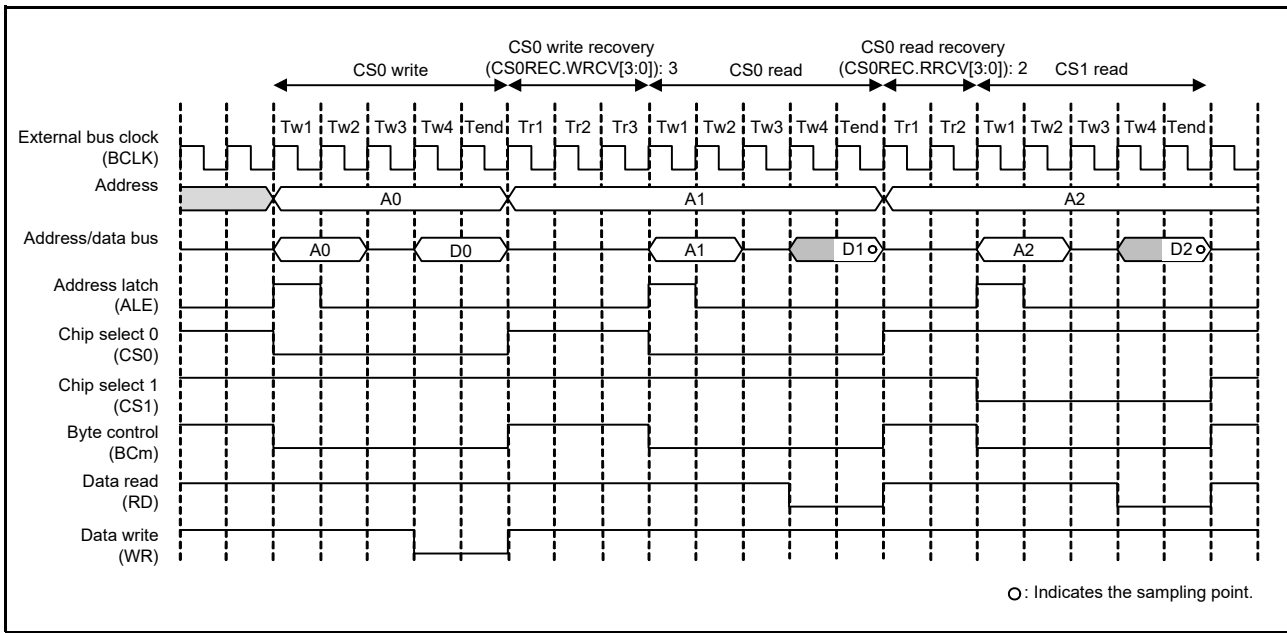 CS0 write
CS0 write recovery
(CS0REC.WRCV[3:0]): 3
CS0 read
CS0 read recovery
(CS0REC.RRCV[3:0]): 2
CS1 read
Tw1 Tw2 Tw3 Tw4 Tend Tr1 Tr2 Tr3 Tw1 Tw2 Tw3 Tw4 Tend Tr1 Tr2 Tw1 Tw2 Tw3 Tw4 Tend
External bus clock
(BCLK)
Address
A0 A1 A2
Address/data bus
A0 D0 A1 D1 A2 D2
Address latch
(ALE)
Chip select 0
(CS0)
Chip select 1
(CS1)
Byte control
(BCm)
Data read
(RD)
Data write
(WR)
: Indicates the sampling point.